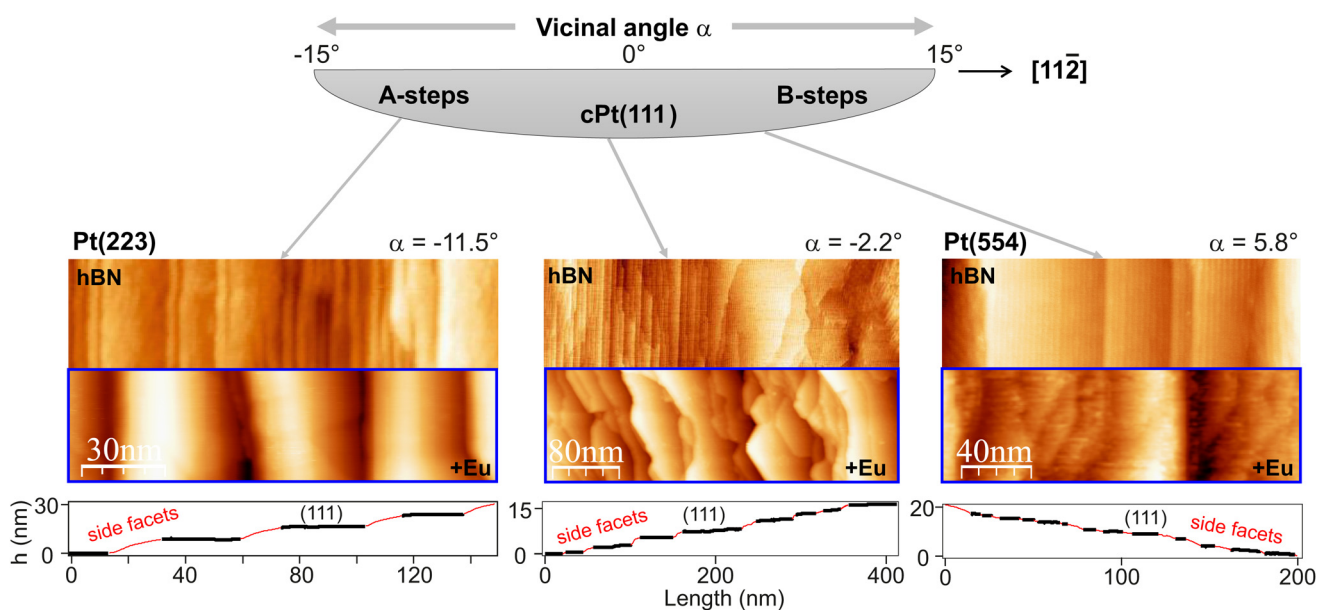 Vicinal angle α
-15° 0° 15°
[112̄]
A-steps B-steps
cPt(111)
Pt(223) α = -11.5° α = -2.2° Pt(554) α = 5.8°
hBN hBN hBN
30nm +Eu 80nm +Eu 40nm +Eu
h (nm)
30 side facets (111) 15 side facets (111) 20 (111) side facets
0 0 0
0 40 80 120 0 200 400 0 100 200
Length (nm)